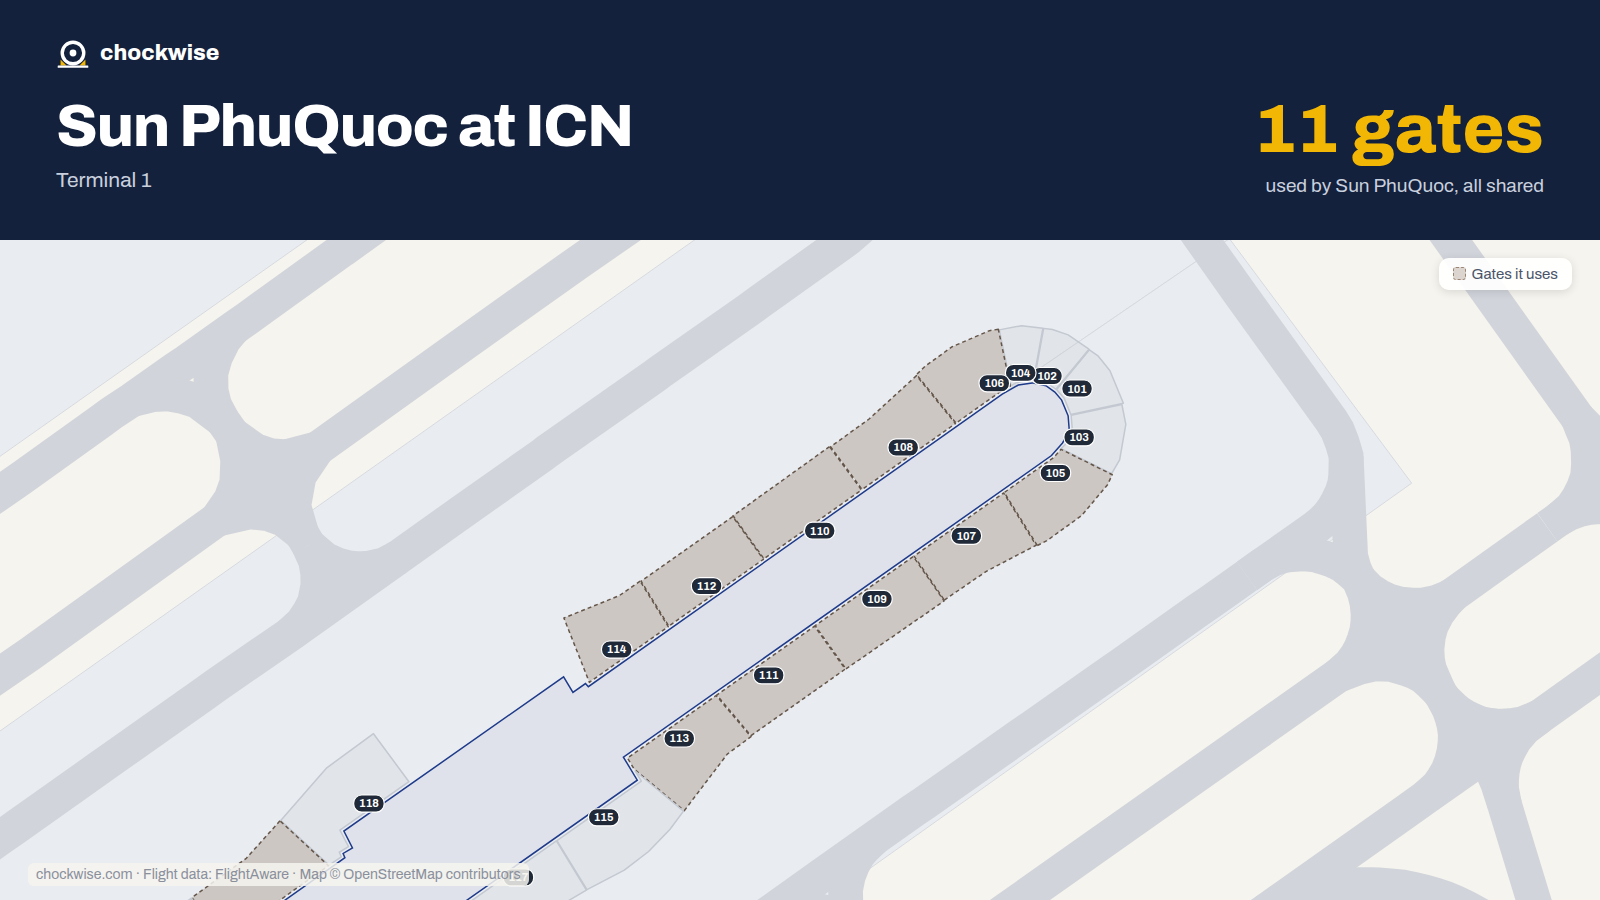 chockwise
Sun PhuQuoc at ICN
Terminal 1
11 gates
used by Sun PhuQuoc, all shared
Gates it uses
104
102
106
101
103
108
105
110
107
112
109
114
111
113
118
115
chockwise.com · Flight data: FlightAware · Map © OpenStreetMap contributors